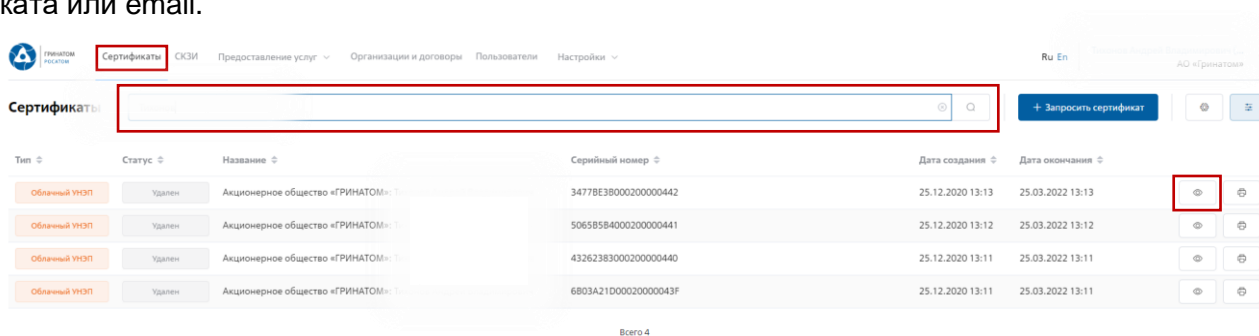 ката или email.
ГРИНАТОМ
РОСАТОМ
Сертификаты СКЗИ Предоставление услуг Организации и договоры Пользователи Настройки Ru En
АО «Гринатом»
Сертификаты + Запросить сертификат
Тип Статус Название Серийный номер Дата создания Дата окончания
Облачный УНЭП Удален Акционерное общество «ГРИНАТОМ»: 3477BE3B000200000442 25.12.2020 13:13 25.03.2022 13:13
Облачный УНЭП Удален Акционерное общество «ГРИНАТОМ»: 5065B5B4000200000441 25.12.2020 13:12 25.03.2022 13:12
Облачный УНЭП Удален Акционерное общество «ГРИНАТОМ»: 43262383000200000440 25.12.2020 13:11 25.03.2022 13:11
Облачный УНЭП Удален Акционерное общество «ГРИНАТОМ»: 6B03A21D00020000043F 25.12.2020 13:11 25.03.2022 13:11
Всего 4